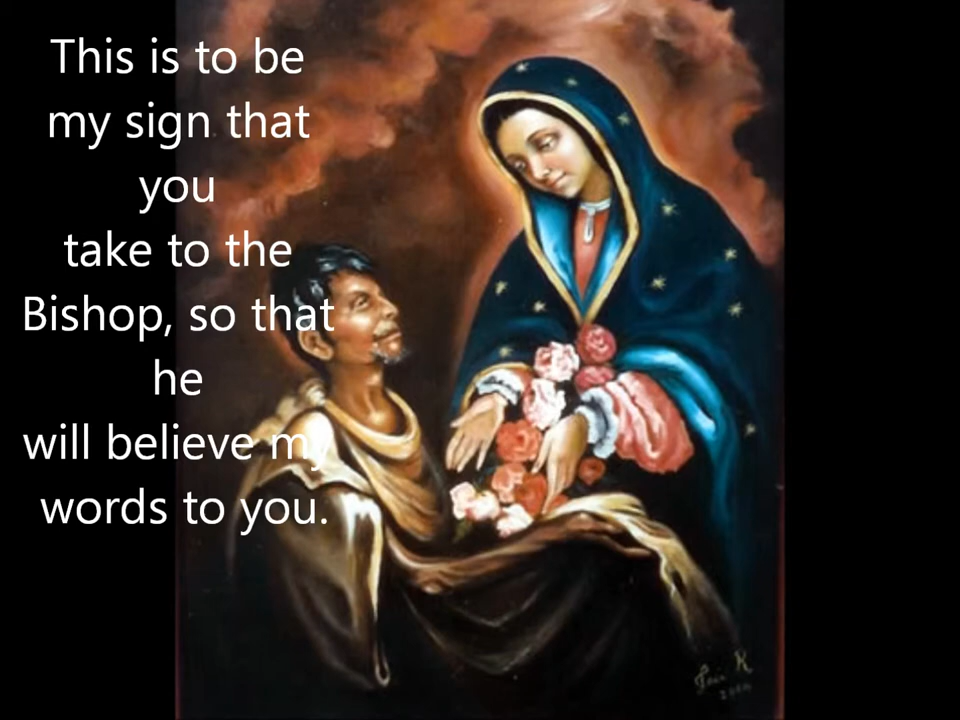 This is to be
my sign that
you
take to the
Bishop, so that
he
will believe my
words to you.